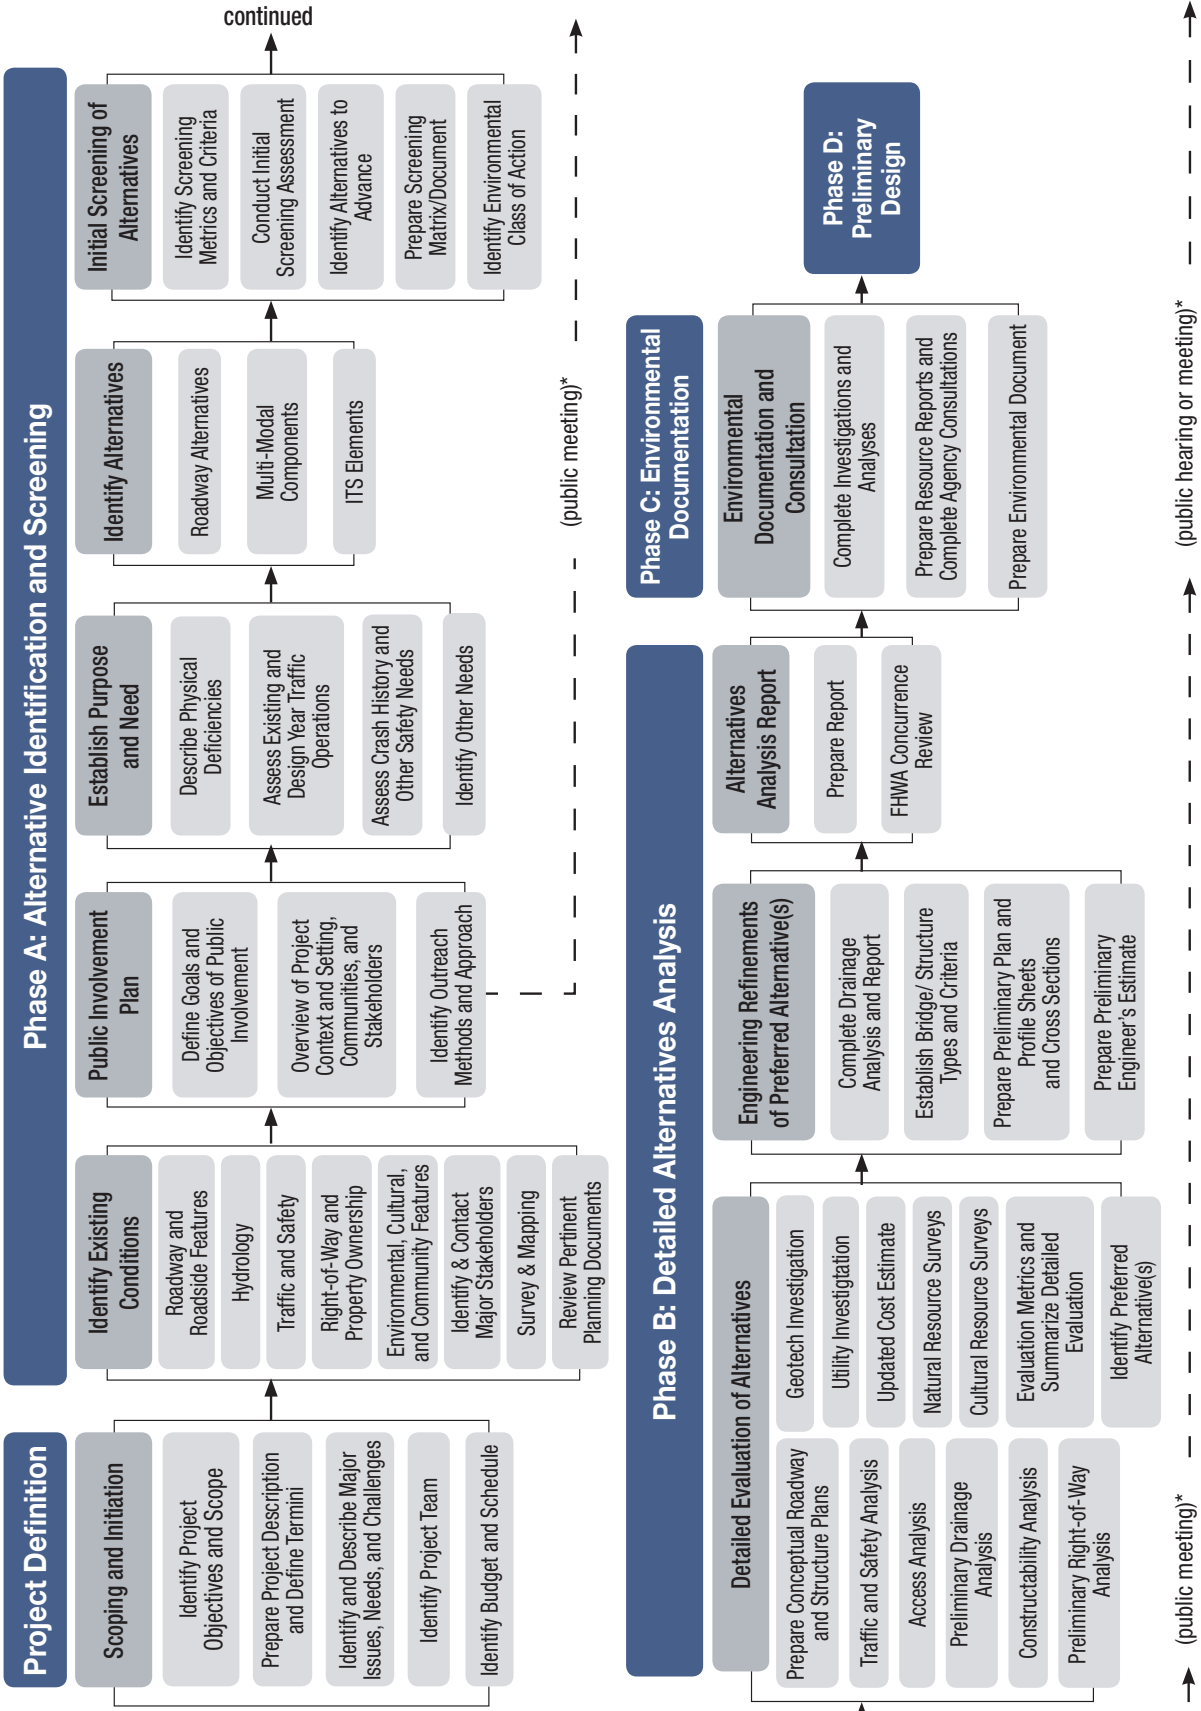 Project Definition
Scoping and Initiation
Identify Project
Objectives and Scope
Prepare Project Description
and Define Termini
Identify and Describe Major
Issues, Needs, and Challenges
Identify Project Team
Identify Budget and Schedule
Phase A: Alternative Identification and Screening
Identify Existing
Conditions
Roadway and
Roadside Features
Hydrology
Traffic and Safety
Right-of-Way and
Property Ownership
Environmental, Cultural,
and Community Features
Identify & Contact
Major Stakeholders
Survey & Mapping
Review Pertinent
Planning Documents
Public Involvement
Plan
Define Goals and
Objectives of Public
Involvement
Overview of Project
Context and Setting,
Communities, and
Stakeholders
Identify Outreach
Methods and Approach
Establish Purpose
and Need
Describe Physical
Deficiencies
Assess Existing and
Design Year Traffic
Operations
Assess Crash History and
Other Safety Needs
Identify Other Needs
Identify Alternatives
Roadway Alternatives
Multi-Modal
Components
ITS Elements
Initial Screening of
Alternatives
Identify Screening
Metrics and Criteria
Conduct Initial
Screening Assessment
Identify Alternatives to
Advance
Prepare Screening
Matrix/Document
Identify Environmental
Class of Action
continued
(public meeting)*
Phase B: Detailed Alternatives Analysis
Detailed Evaluation of Alternatives
Prepare Conceptual Roadway
and Structure Plans
Traffic and Safety Analysis
Access Analysis
Preliminary Drainage
Analysis
Constructability Analysis
Preliminary Right-of-Way
Analysis
Geotech Investigation
Utility Investigtation
Updated Cost Estimate
Natural Resource Surveys
Cultural Resource Surveys
Evaluation Metrics and
Summarize Detailed
Evaluation
Identify Preferred
Alternative(s)
Engineering Refinements
of Preferred Alternative(s)
Complete Drainage
Analysis and Report
Establish Bridge/ Structure
Types and Criteria
Prepare Preliminary Plan and
Profile Sheets
and Cross Sections
Prepare Preliminary
Engineer's Estimate
Alternatives
Analysis Report
Prepare Report
FHWA Concurrence
Review
Phase C: Environmental
Documentation
Environmental
Documentation and
Consultation
Complete Investigations and
Analyses
Prepare Resource Reports and
Complete Agency Consultations
Prepare Environmental Document
Phase D:
Preliminary
Design
(public meeting)*
(public hearing or meeting)*